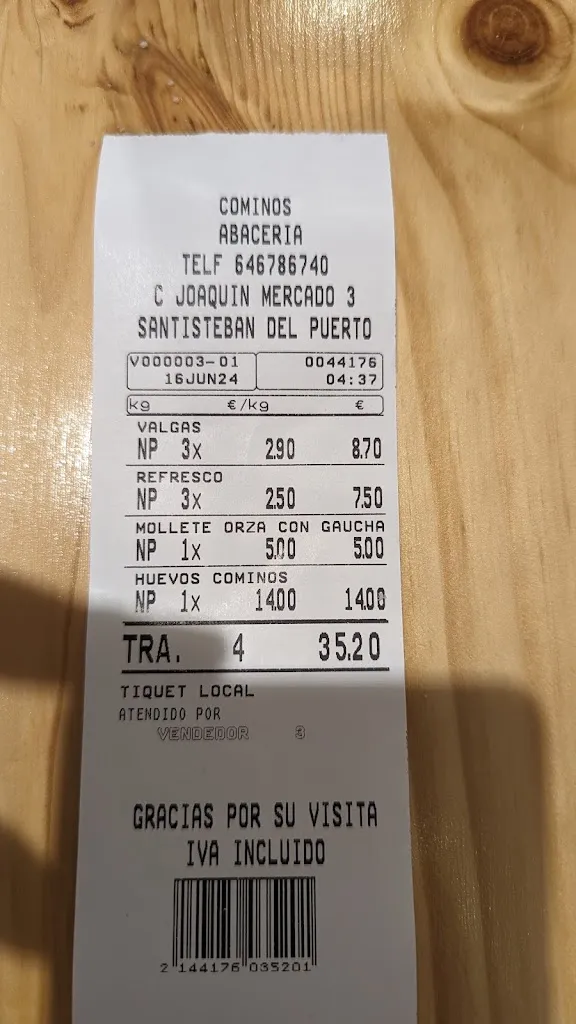 COMINOS
ABACERIA
TELF 646786740
C JOAQUIN MERCADO 3
SANTISTEBAN DEL PUERTO
V000003-01 0044176
16JUN24 04:37
kg €/kg €
VALGAS
NP 3x 2.90 8.70
REFRESCO
NP 3x 2.50 7.50
MOLLETE ORZA CON GAUCHA
NP 1x 5.00 5.00
HUEVOS COMINOS
NP 1x 14.00 14.00
TRA. 4 35.20
TIQUET LOCAL
ATENDIDO POR
VENDEDOR 3
GRACIAS POR SU VISITA
IVA INCLUIDO
2 144176 035201